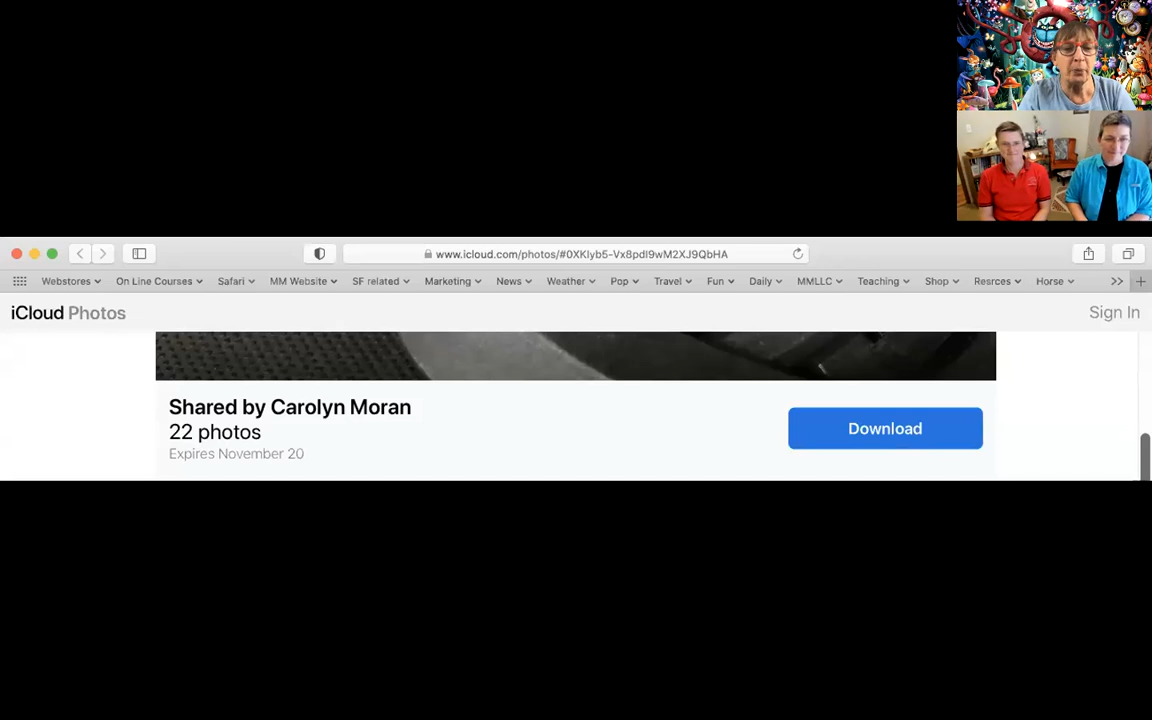 www.icloud.com/photos/#0XKlyb5-Vx8pdI9wM2XJ9QbHA
Webstores On Line Courses Safari MM Website SF related Marketing News Weather Pop Travel Fun Daily MMLLC Teaching Shop Resrces Horse
iCloud Photos Sign In
Shared by Carolyn Moran
22 photos
Expires November 20
Download